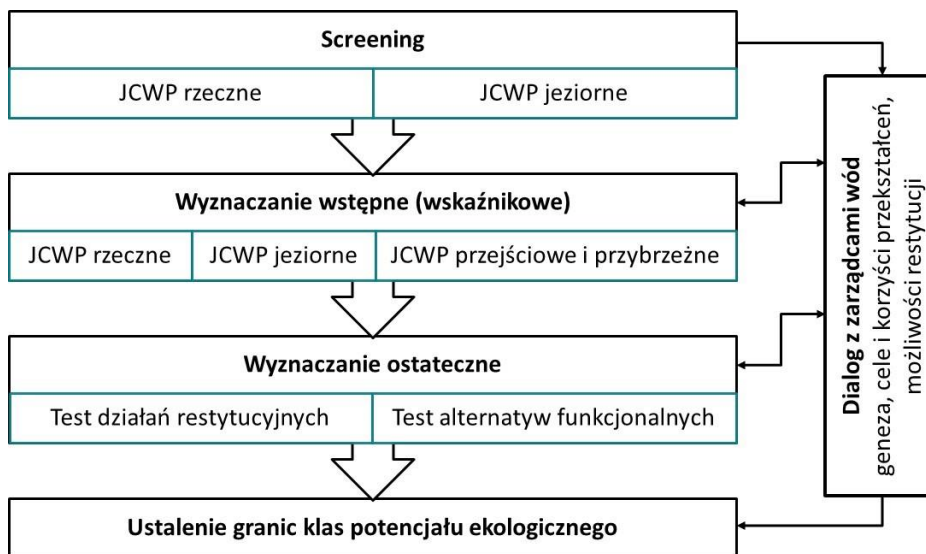 Screening
JCWP rzeczne
JCWP jeziorne
Wyznaczanie wstępne (wskaźnikowe)
JCWP rzeczne
JCWP jeziorne
JCWP przejściowe i przybrzeżne
Wyznaczanie ostateczne
Test działań restytucyjnych
Test alternatyw funkcjonalnych
Ustalenie granic klas potencjału ekologicznego
Dialog z zarządcami wód
geneza, cele i korzyści przekształceń,
możliwości restytucji